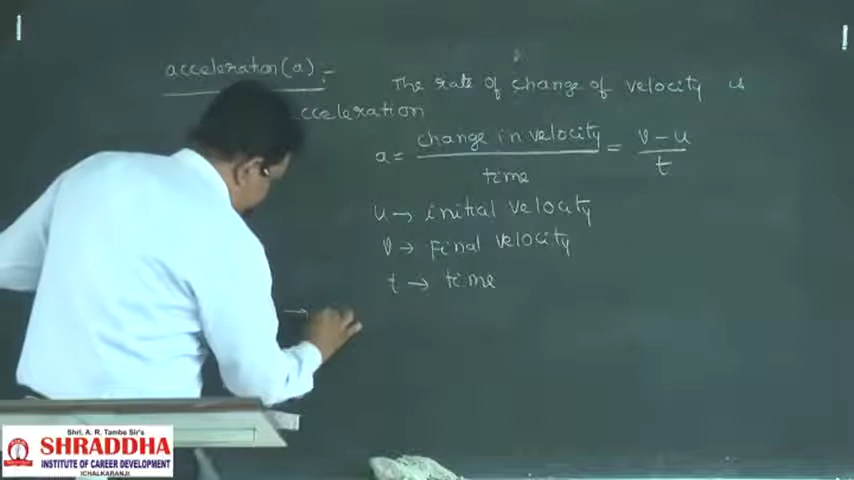 acceleration (a) :-
The rate of change of velocity is
cceleration
a = change in velocity / time = v - u / t
u → initial velocity
v → Final velocity
t → time
→
Shri. A. R. Tambe Sir's
SHRADDHA
INSTITUTE OF CAREER DEVELOPMENT
ICHALKARANJI